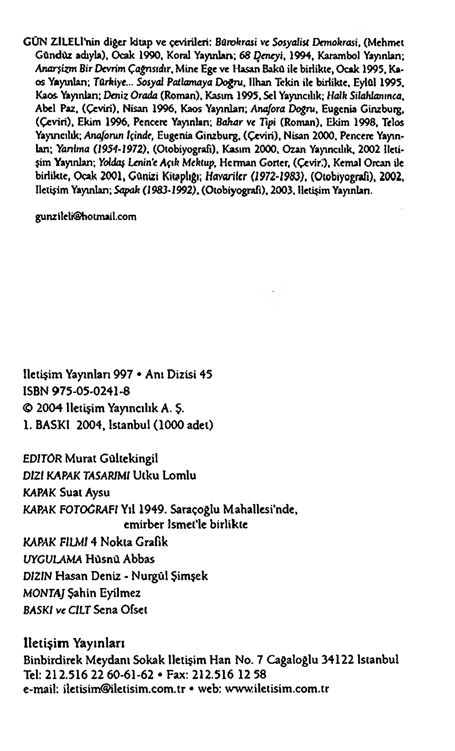 GÜN ZİLELİ'nin diğer kitap ve çevirileri: Bürokrasi ve Sosyalist Demokrasi, (Mehmet
Gündüz adıyla), Ocak 1990, Koral Yayınları; 68 Deneyi, 1994, Karambol Yayınları;
Anarşizm Bir Devrim Çağrısıdır, Mine Ege ve Hasan Bakü ile birlikte, Ocak 1995, Ka-
os Yayınları; Türkiye... Sosyal Patlamaya Doğru, İlhan Tekin ile birlikte, Eylül 1995,
Kaos Yayınları; Deniz Orada (Roman), Kasım 1995, Sel Yayıncılık; Halk Silahlanınca,
Abel Paz, (Çeviri), Nisan 1996, Kaos Yayınları; Anafora Doğru, Eugenia Ginzburg,
(Çeviri), Ekim 1996, Pencere Yayınları; Bahar ve Tipi (Roman), Ekim 1998, Telos
Yayıncılık; Anaforun İçinde, Eugenia Ginzburg, (Çeviri), Nisan 2000, Pencere Yayın-
ları; Yarılma (1954-1972), (Otobiyografi), Kasım 2000, Ozan Yayıncılık, 2002 İleti-
şim Yayınları; Yoldaş Lenin'e Açık Mektup, Herman Gorter, (Çevir.), Kemal Orcan ile
birlikte, Ocak 2001, Günizi Kitaplığı; Havariler (1972-1983), (Otobiyografi), 2002,
İletişim Yayınları; Sapak (1983-1992), (Otobiyografi), 2003, İletişim Yayınları.
gunzileli@hotmail.com
İletişim Yayınları 997 • Anı Dizisi 45
ISBN 975-05-0241-8
© 2004 İletişim Yayıncılık A. Ş.
1. BASKI 2004, İstanbul (1000 adet)
EDİTÖR Murat Gültekingil
DİZİ KAPAK TASARIMI Utku Lomlu
KAPAK Suat Aysu
KAPAK FOTOĞRAFI Yıl 1949. Saraçoğlu Mahallesi'nde,
emirber İsmet'le birlikte
KAPAK FİLMİ 4 Nokta Grafik
UYGULAMA Hüsnü Abbas
DİZİN Hasan Deniz - Nurgül Şimşek
MONTAJ Şahin Eyilmez
BASKI ve CİLT Sena Ofset
İletişim Yayınları
Binbirdirek Meydanı Sokak İletişim Han No. 7 Cağaloğlu 34122 İstanbul
Tel: 212.516 22 60-61-62 • Fax: 212.516 12 58
e-mail: iletisim@iletisim.com.tr • web: www.iletisim.com.tr